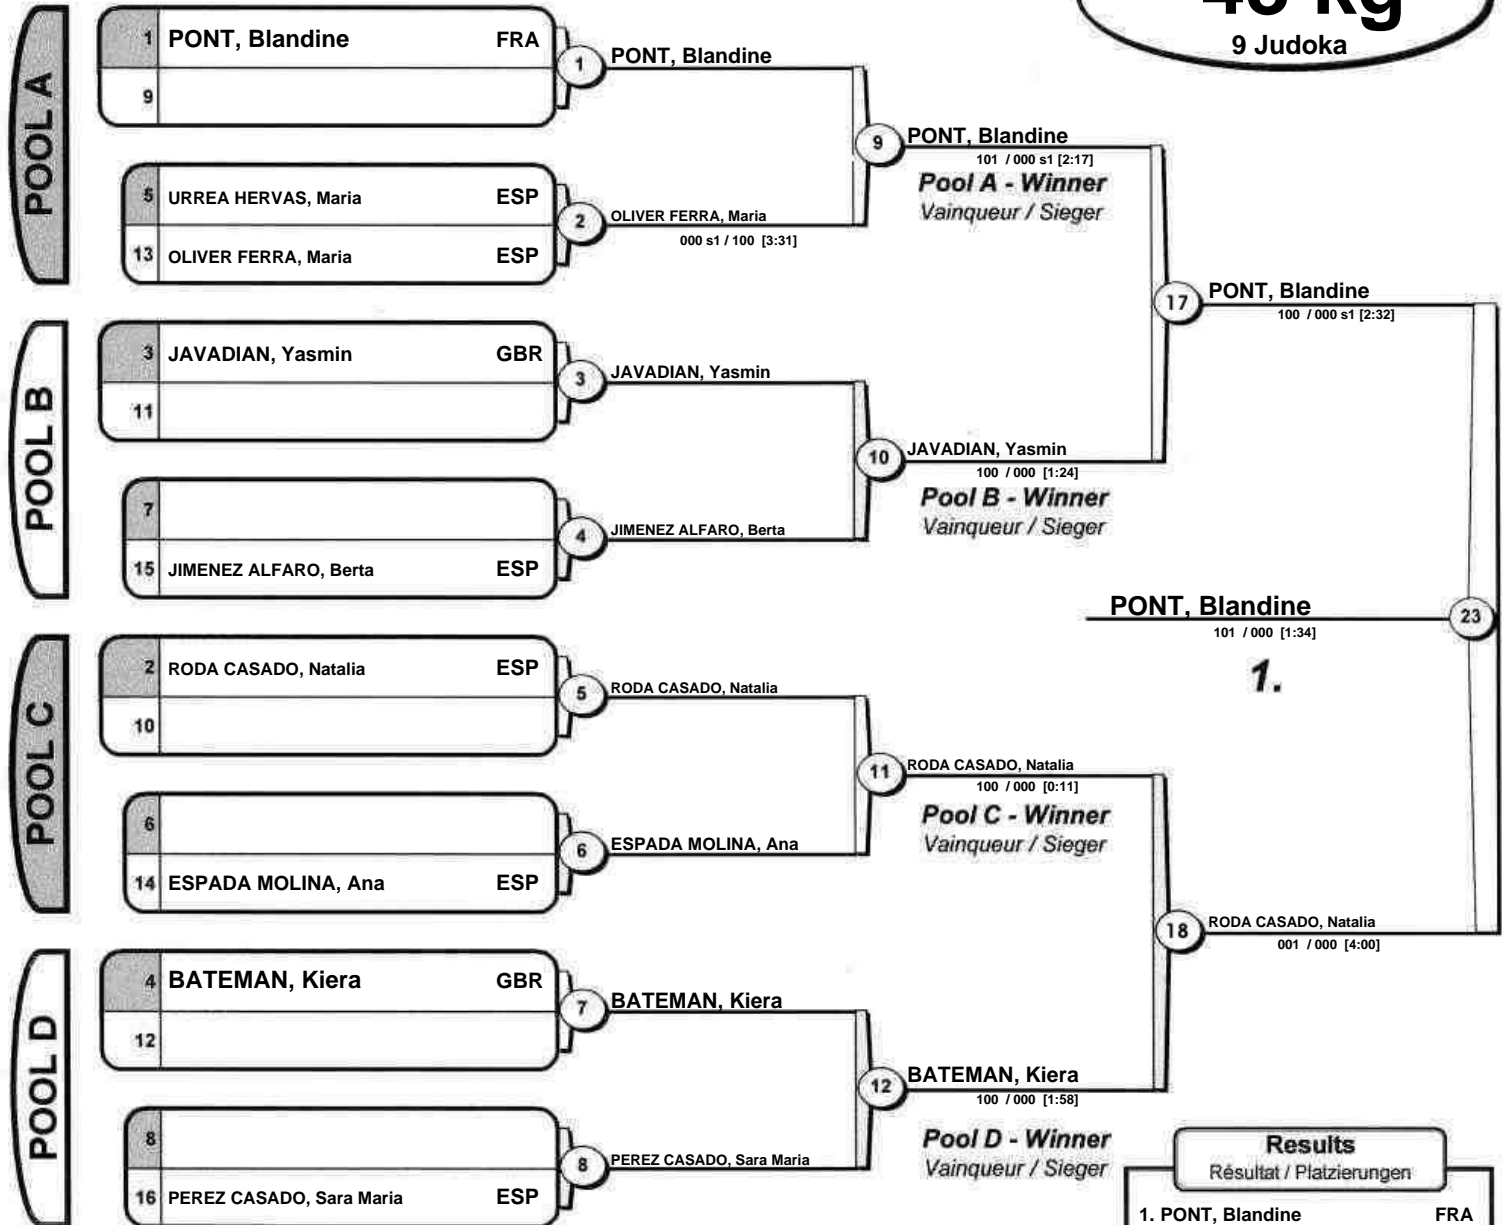 9 Judoka
POOL A
1 PONT, Blandine FRA
9
5 URREA HERVAS, Maria ESP
13 OLIVER FERRA, Maria ESP
1 PONT, Blandine
2 OLIVER FERRA, Maria
000 s1 / 100 [3:31]
9 PONT, Blandine
101 / 000 s1 [2:17]
Pool A - Winner
Vainqueur / Sieger
POOL B
3 JAVADIAN, Yasmin GBR
11
7
15 JIMENEZ ALFARO, Berta ESP
3 JAVADIAN, Yasmin
4 JIMENEZ ALFARO, Berta
10 JAVADIAN, Yasmin
100 / 000 [1:24]
Pool B - Winner
Vainqueur / Sieger
17 PONT, Blandine
100 / 000 s1 [2:32]
PONT, Blandine 23
101 / 000 [1:34]
1.
POOL C
2 RODA CASADO, Natalia ESP
10
6
14 ESPADA MOLINA, Ana ESP
5 RODA CASADO, Natalia
6 ESPADA MOLINA, Ana
11 RODA CASADO, Natalia
100 / 000 [0:11]
Pool C - Winner
Vainqueur / Sieger
18 RODA CASADO, Natalia
001 / 000 [4:00]
POOL D
4 BATEMAN, Kiera GBR
12
8
16 PEREZ CASADO, Sara Maria ESP
7 BATEMAN, Kiera
8 PEREZ CASADO, Sara Maria
12 BATEMAN, Kiera
100 / 000 [1:58]
Pool D - Winner
Vainqueur / Sieger
Results
Résultat / Platzierungen
1. PONT, Blandine FRA